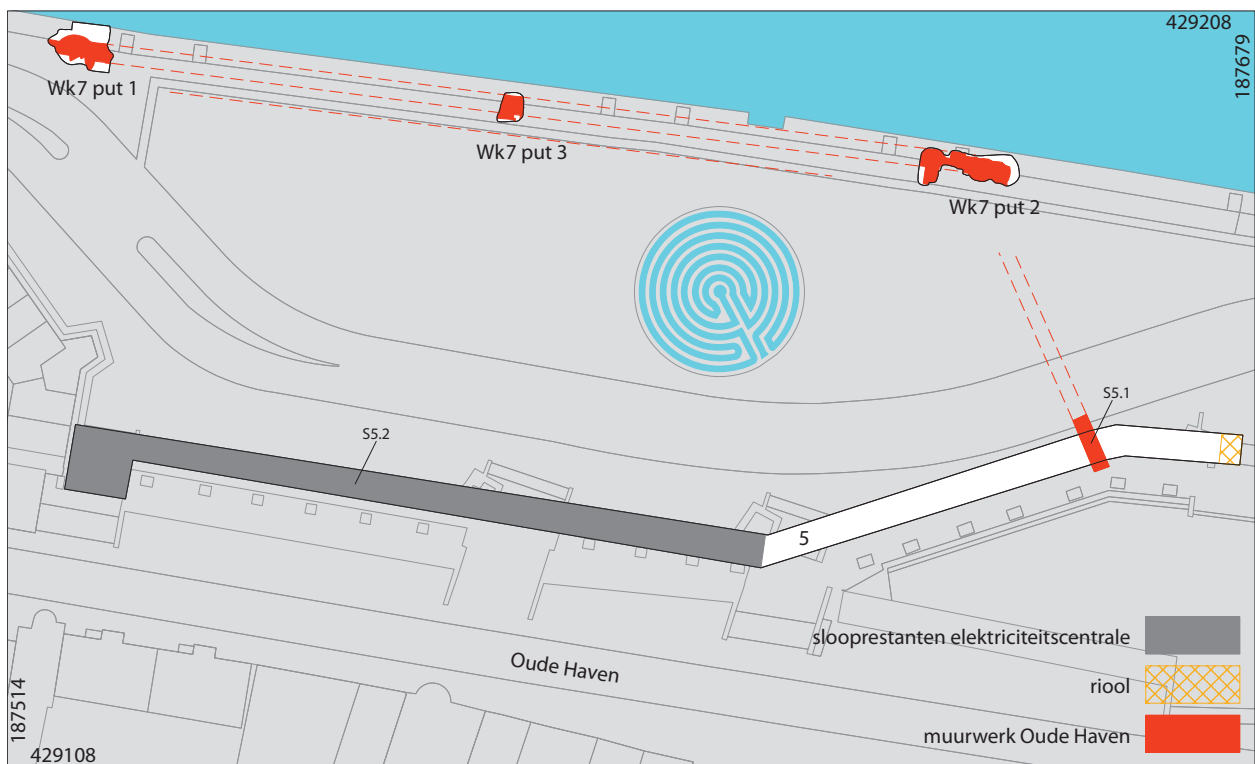 429208
187679
Wk7 put 1
Wk7 put 3
Wk7 put 2
S5.1
S5.2
5
slooprestanten elektriciteitscentrale
Oude Haven
riool
187514
muurwerk Oude Haven
429108